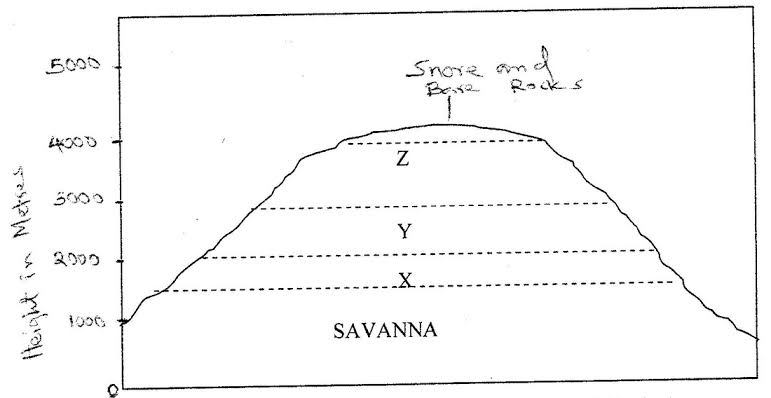 5000
Snore and
Bare Rocks
4000
Z
3000
Y
2000
X
1000
SAVANNA
0
Height in Metres